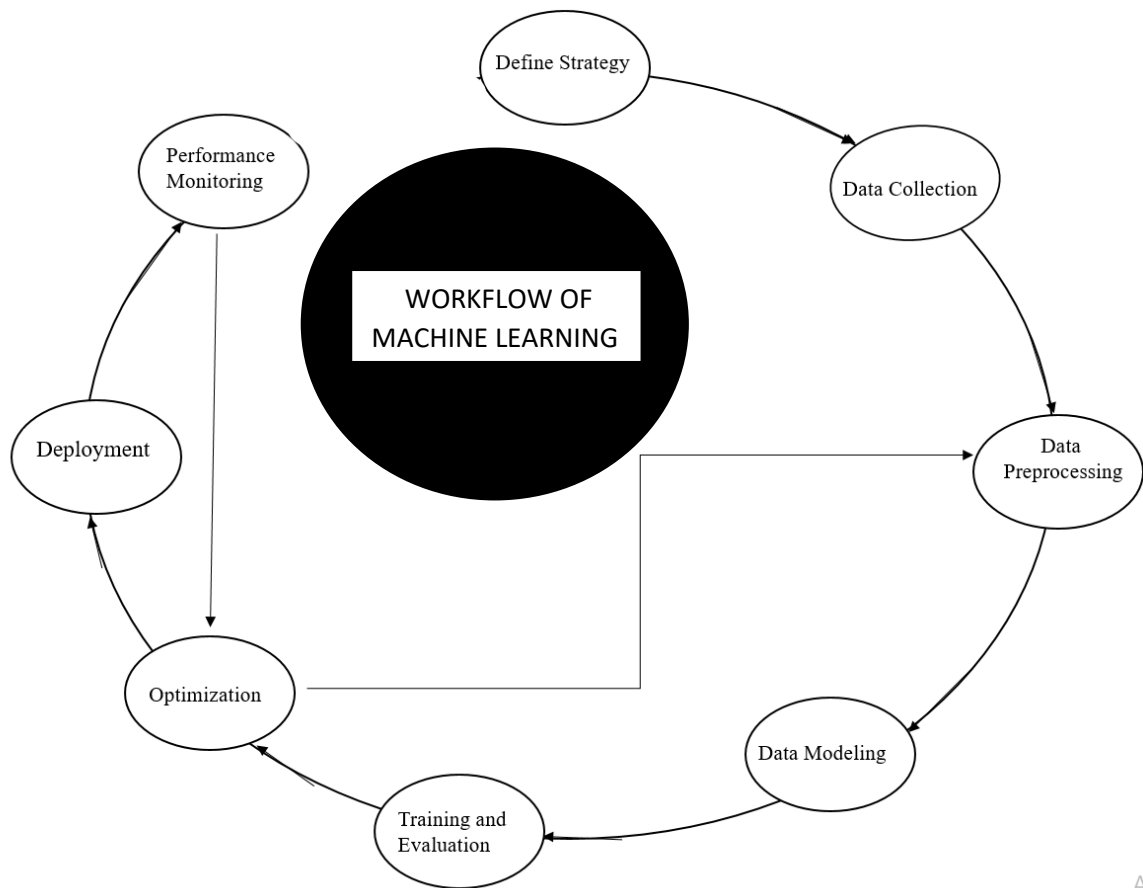 Define Strategy
Performance
Monitoring
Data Collection
WORKFLOW OF
MACHINE LEARNING
Deployment
Data
Preprocessing
Optimization
Data Modeling
Training and
Evaluation
A